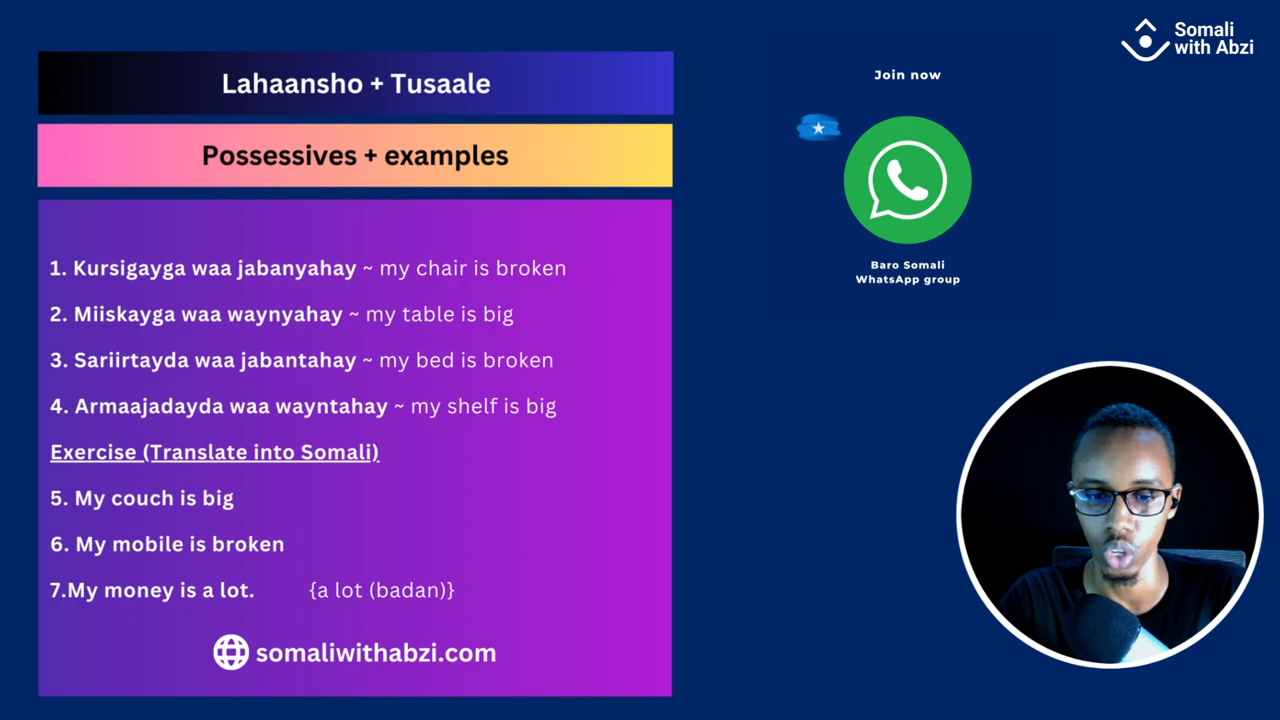 Somali
with Abzi
Lahaansho + Tusaale
Join now
Possessives + examples
1. Kursigayga waa jabanyahay ~ my chair is broken
Baro Somali
WhatsApp group
2. Miiskayga waa waynyahay ~ my table is big
3. Sariirtayda waa jabantahay ~ my bed is broken
4. Armaajadayda waa wayntahay ~ my shelf is big
Exercise (Translate into Somali)
5. My couch is big
6. My mobile is broken
7.My money is a lot. {a lot (badan)}
somaliwithabzi.com